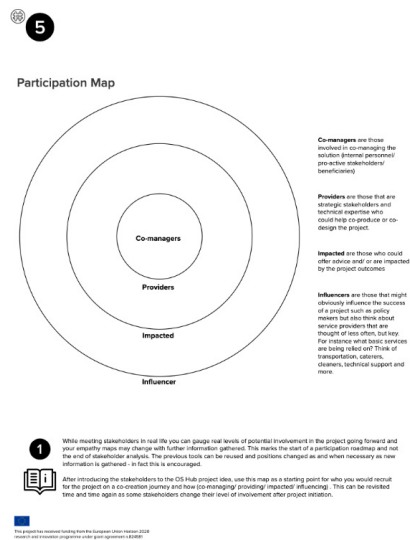 5
Participation Map
Co-managers
Providers
Impacted
Influencer
Co-managers are those
involved in co-managing the
solution (internal personnel/
pro-active stakeholders/
beneficiaries)
Providers are those that are
strategic stakeholders and
technical expertise who
could help co-produce or co-
design the project.
Impacted are those who could
offer advice and/ or are impacted
by the project outcomes
Influencers are those that might
obviously influence the success
of a project such as policy
makers but also think about
service providers that are
thought of less often, but key.
For instance what basic services
are being relied on? Think of
transportation, caterers,
cleaners, technical support and
more.
1
While meeting stakeholders in real life you can gauge real levels of potential involvement in the project going forward and
your empathy maps may change with further information gathered. This marks the start of a participation roadmap and not
the end of stakeholder analysis. The previous tools can be reused and positions changed as and when necessary as new
information is gathered - in fact this is encouraged.
After introducing the stakeholders to the OS Hub project idea, use this map as a starting point for who you would recruit
for the project on a co-creation journey and how (co-managing/ providing/ impacted/ influencing) . This can be revisited
time and time again as some stakeholders change their level of involvement after project initiation.
This project has received funding from the European Union Horizon 2020
research and innovation programme under grant agreement n.824581